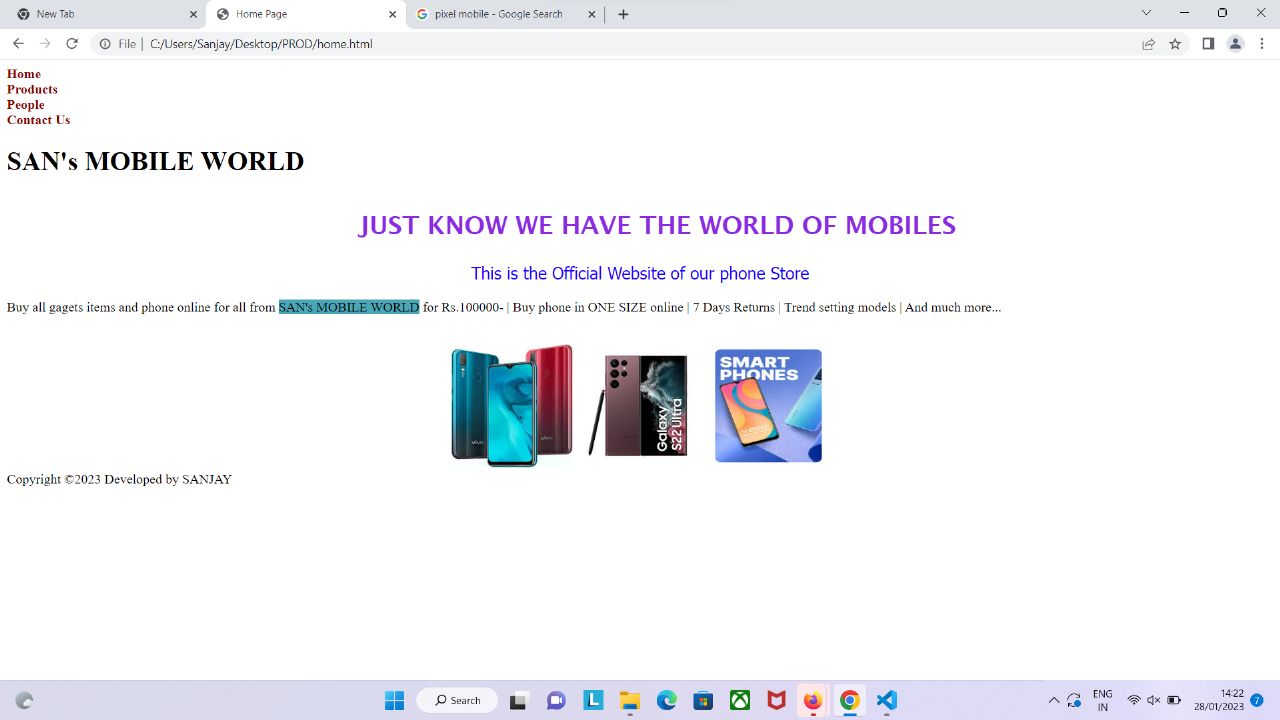 New Tab
Home Page
pixel mobile - Google Search
File | C:/Users/Sanjay/Desktop/PROD/home.html
Home
Products
People
Contact Us
SAN's MOBILE WORLD
JUST KNOW WE HAVE THE WORLD OF MOBILES
This is the Official Website of our phone Store
Buy all gagets items and phone online for all from SAN's MOBILE WORLD for Rs.100000- | Buy phone in ONE SIZE online | 7 Days Returns | Trend setting models | And much more...
vivo
vivo
Galaxy
S22 Ultra
SMART
PHONES
Copyright ©2023 Developed by SANJAY
Search
ENG
IN
14:22
28/01/2023
7